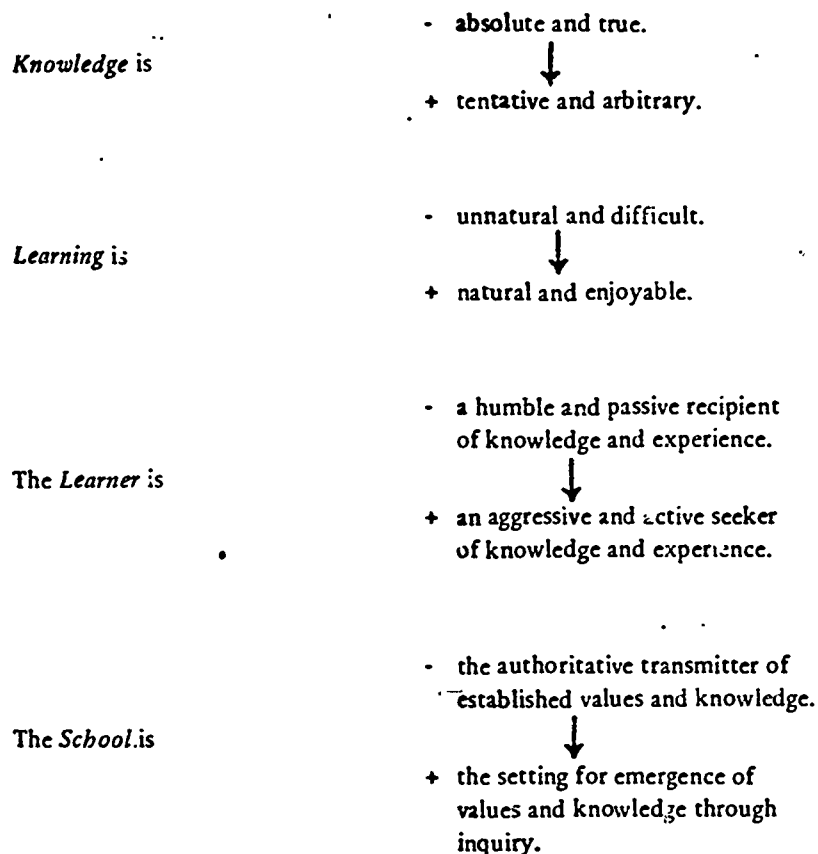 - absolute and true.
Knowledge is
+ tentative and arbitrary.
- unnatural and difficult.
Learning is
+ natural and enjoyable.
- a humble and passive recipient
of knowledge and experience.
The Learner is
+ an aggressive and active seeker
of knowledge and experience.
- the authoritative transmitter of
established values and knowledge.
The School is
+ the setting for emergence of
values and knowledge through
inquiry.